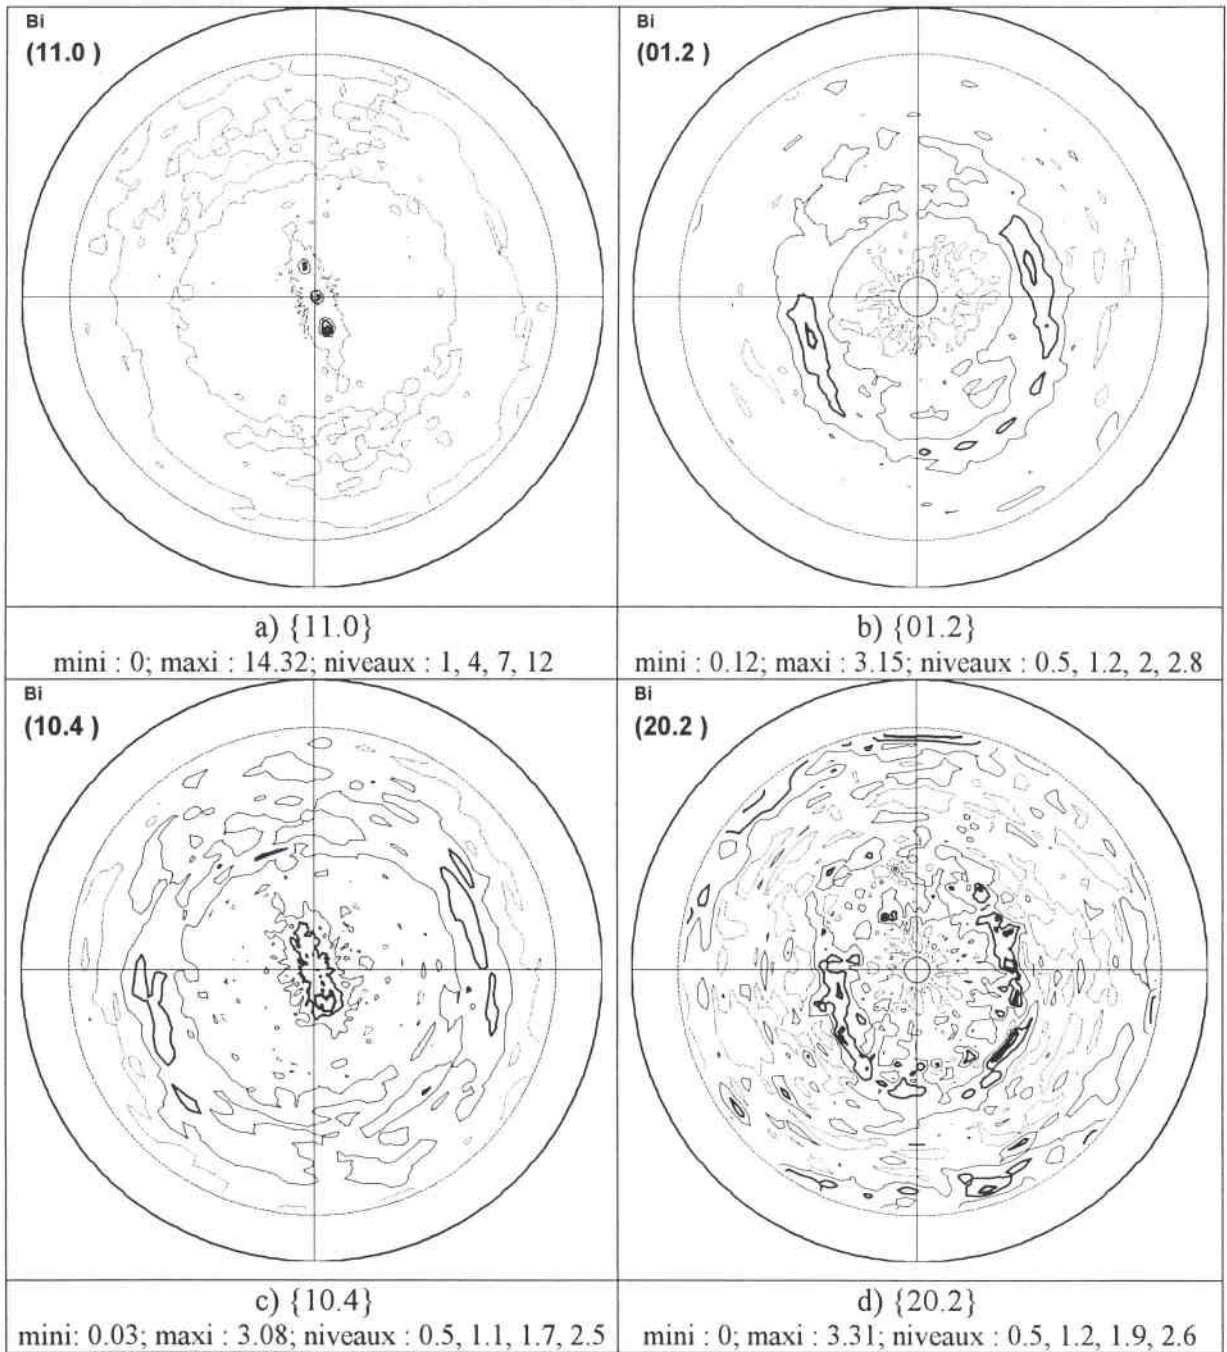 Bi
(11.0 )
Bi
(01.2 )
a) {11.0}
mini : 0; maxi : 14.32; niveaux : 1, 4, 7, 12
b) {01.2}
mini : 0.12; maxi : 3.15; niveaux : 0.5, 1.2, 2, 2.8
Bi
(10.4 )
Bi
(20.2 )
c) {10.4}
mini: 0.03; maxi : 3.08; niveaux : 0.5, 1.1, 1.7, 2.5
d) {20.2}
mini : 0; maxi : 3.31; niveaux : 0.5, 1.2, 1.9, 2.6